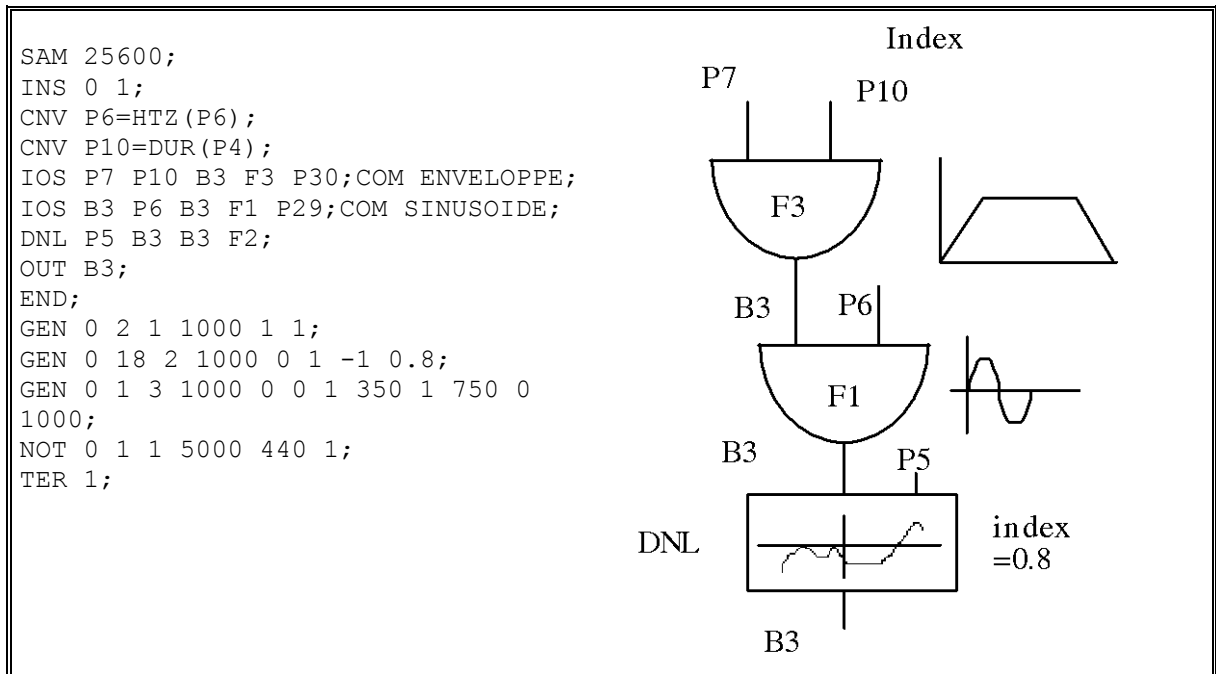 SAM 25600;
INS 0 1;
CNV P6=HTZ(P6);
CNV P10=DUR(P4);
IOS P7 P10 B3 F3 P30;COM ENVELOPPE;
IOS B3 P6 B3 F1 P29;COM SINUSOIDE;
DNL P5 B3 B3 F2;
OUT B3;
END;
GEN 0 2 1 1000 1 1;
GEN 0 18 2 1000 0 1 -1 0.8;
GEN 0 1 3 1000 0 0 1 350 1 750 0
1000;
NOT 0 1 1 5000 440 1;
TER 1;
Index
P7
P10
F3
B3
P6
F1
B3
P5
DNL
index
=0.8
B3